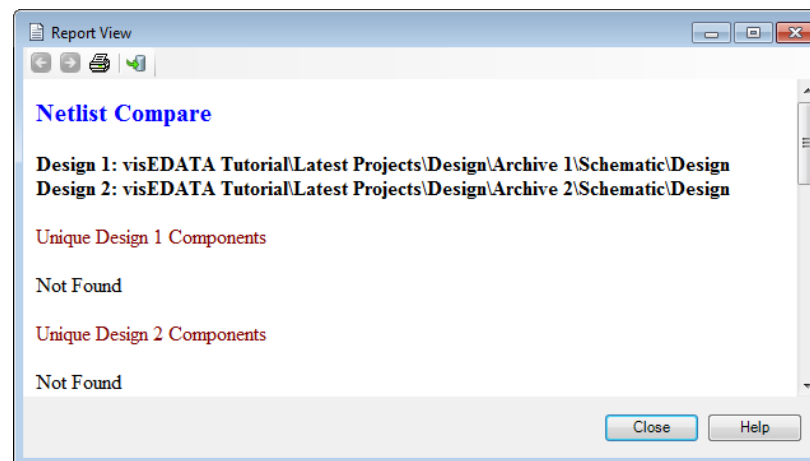 Report View
Netlist Compare
Design 1: visEDATA Tutorial\Latest Projects\Design\Archive 1\Schematic\Design
Design 2: visEDATA Tutorial\Latest Projects\Design\Archive 2\Schematic\Design
Unique Design 1 Components
Not Found
Unique Design 2 Components
Not Found
Close Help